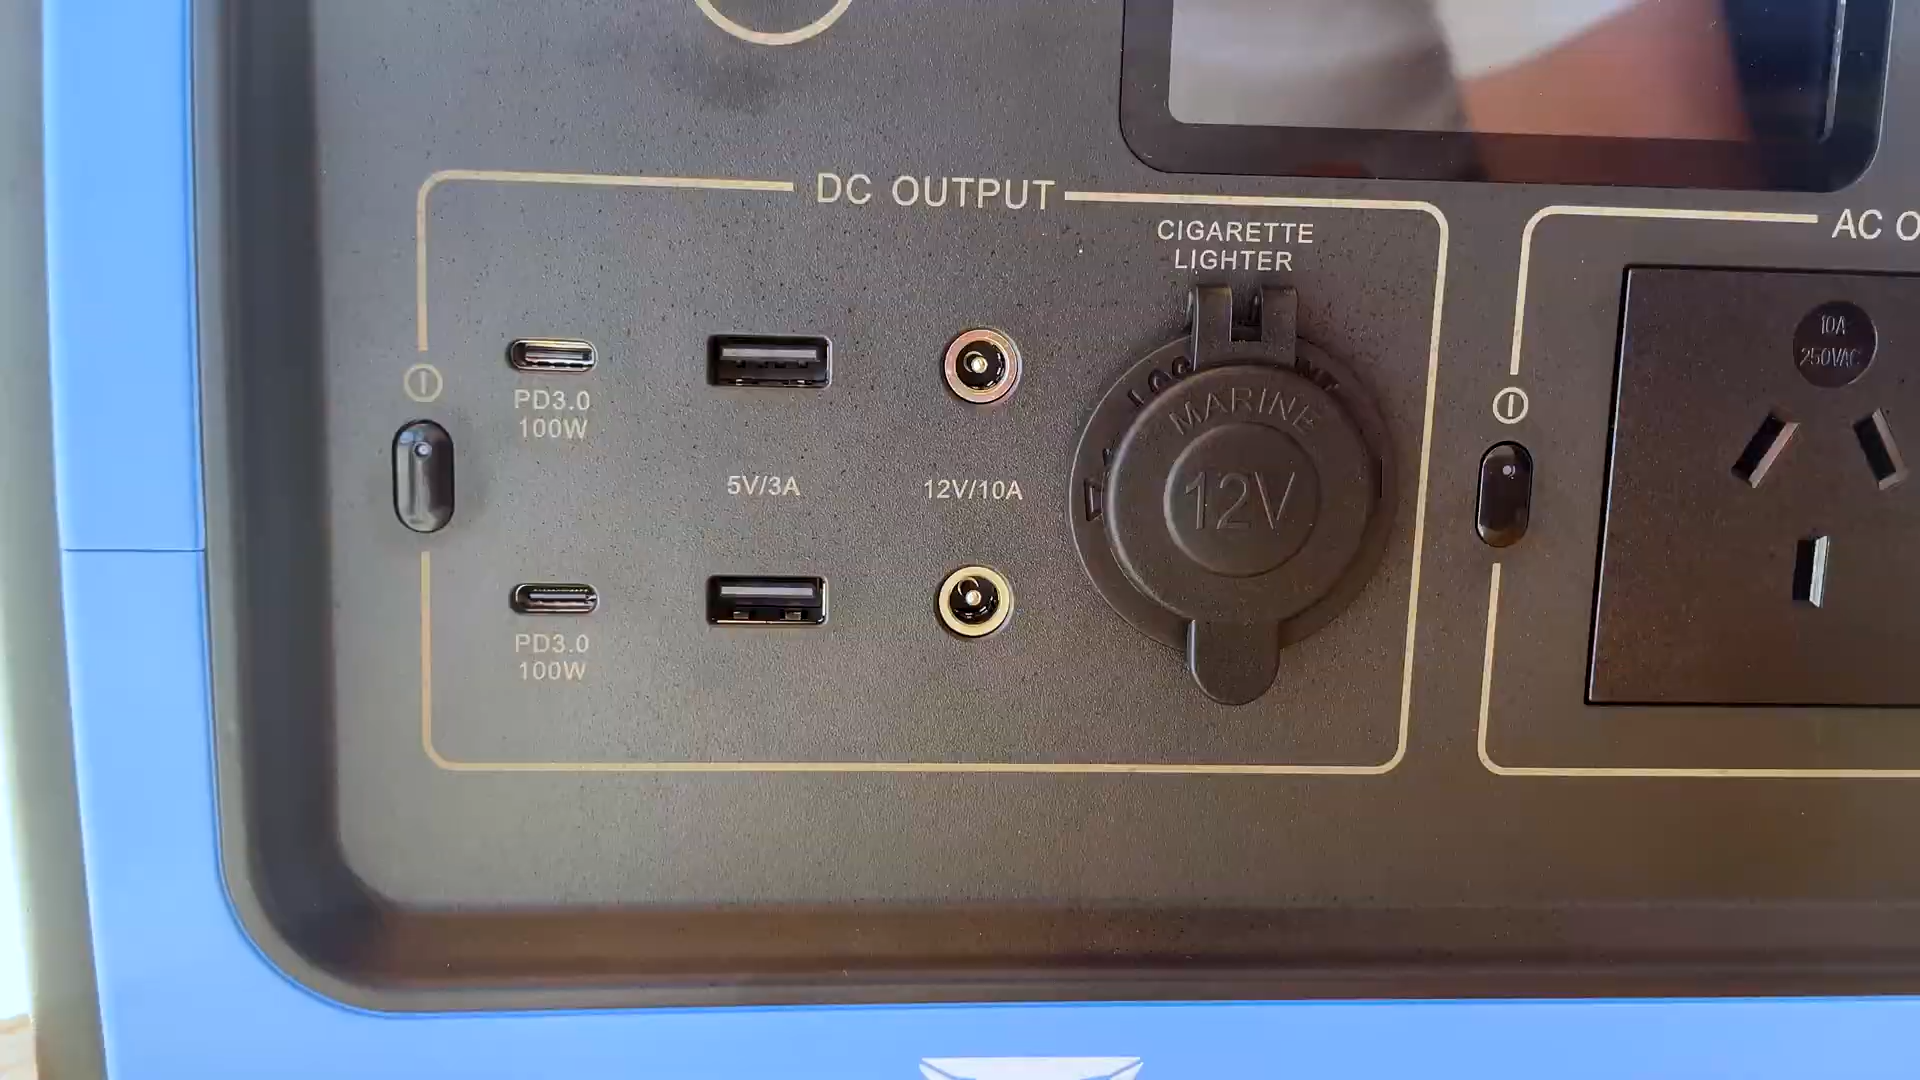 DC OUTPUT
CIGARETTE
LIGHTER
AC
PD3.0
100W
5V/3A
12V/10A
MARINE
12V
PD3.0
100W
10A
250VAC